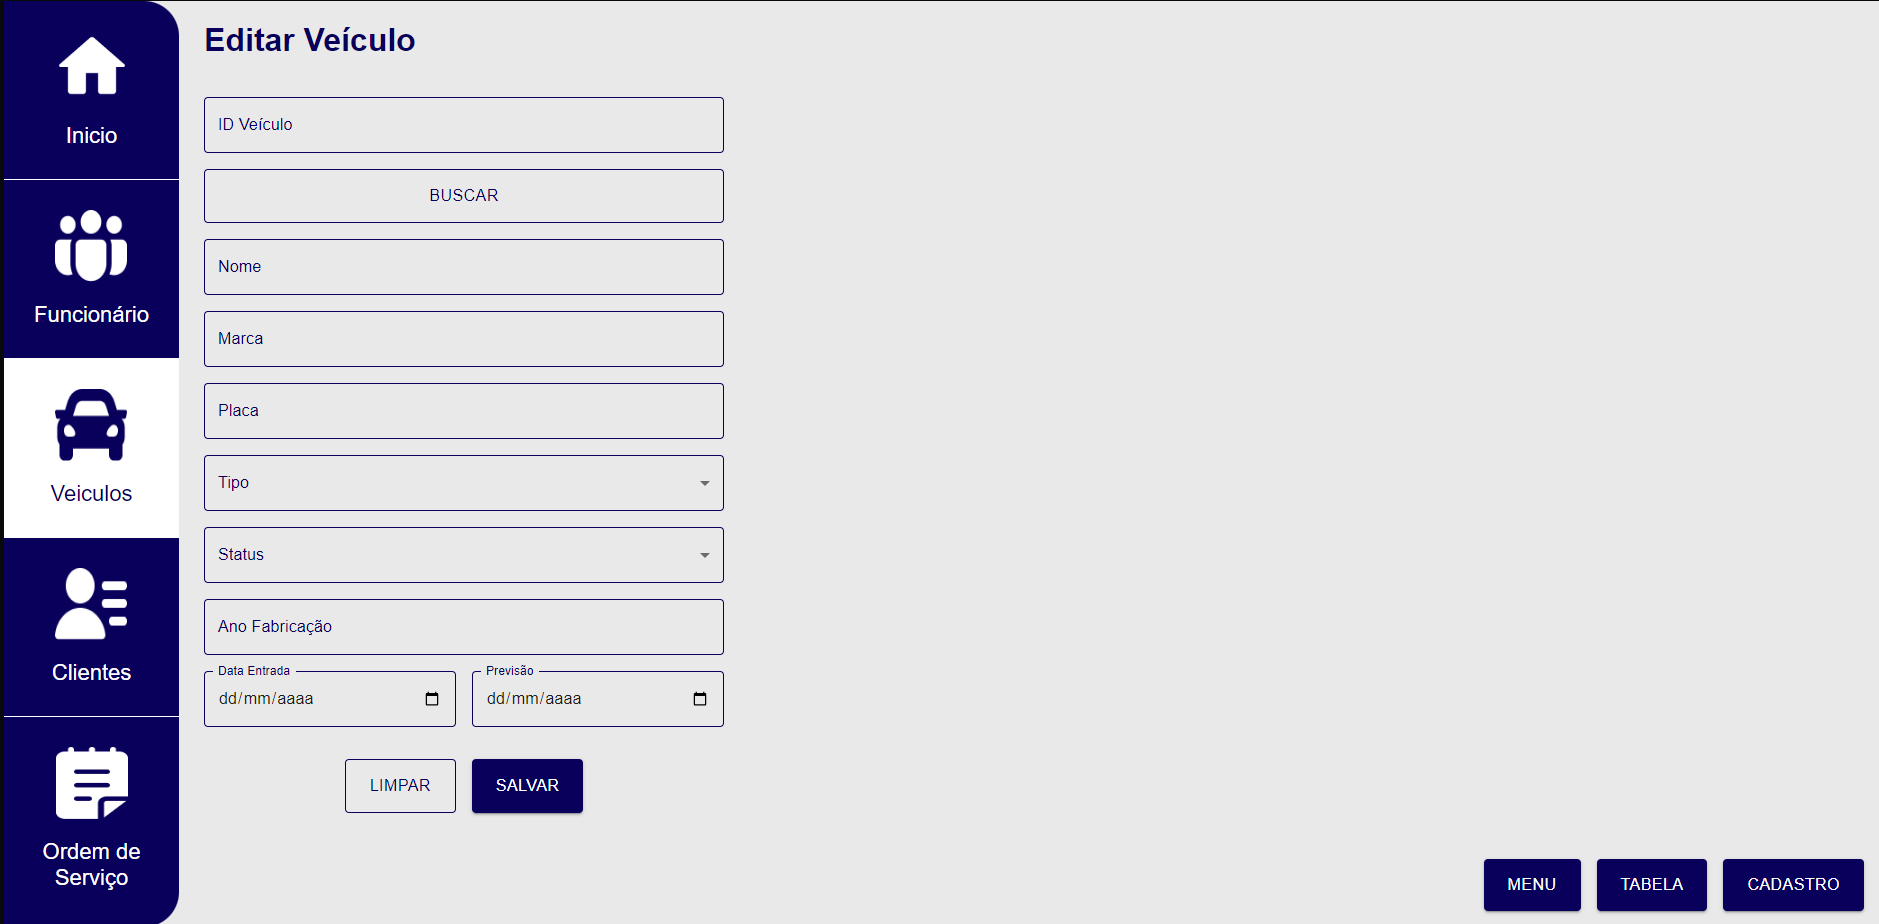 Inicio
Funcionário
Veiculos
Clientes
Ordem de
Serviço
Editar Veículo
ID Veículo
BUSCAR
Nome
Marca
Placa
Tipo
Status
Ano Fabricação
Data Entrada
dd/mm/aaaa
Previsão
dd/mm/aaaa
LIMPAR
SALVAR
MENU
TABELA
CADASTRO